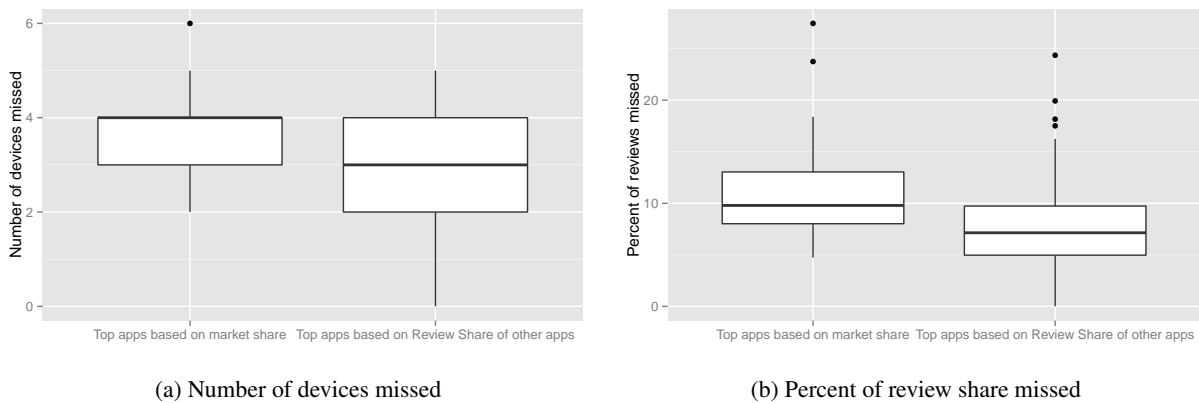 Number of devices missed
6
4
2
0
Top apps based on market share
Top apps based on Review Share of other apps
(a) Number of devices missed
Percent of reviews missed
20
10
0
Top apps based on market share
Top apps based on Review Share of other apps
(b) Percent of review share missed